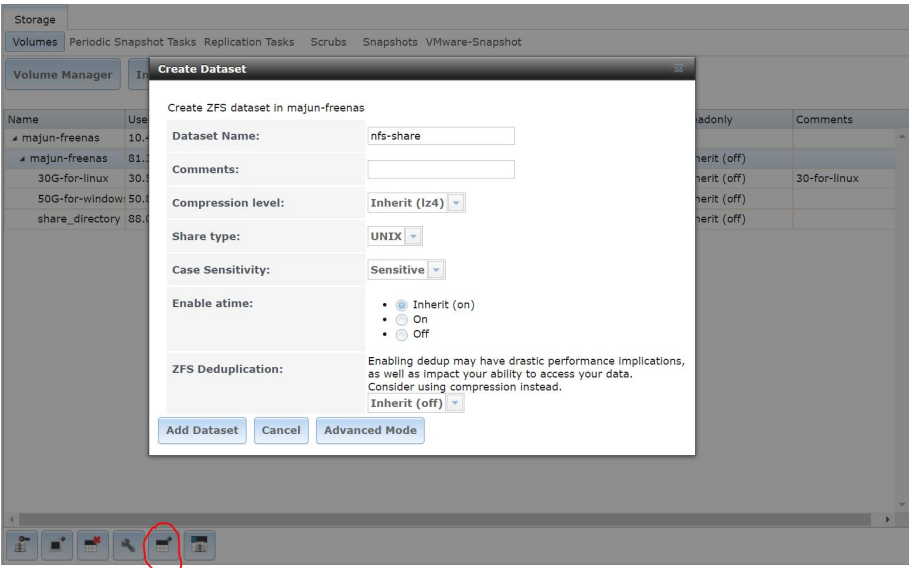 Storage
Volumes Periodic Snapshot Tasks Replication Tasks Scrubs Snapshots VMware-Snapshot
Volume Manager
Create Dataset
Create ZFS dataset in majun-freenas
Dataset Name: nfs-share
Comments:
Compression level: Inherit (lz4)
Share type: UNIX
Case Sensitivity: Sensitive
Enable atime: Inherit (on)
On
Off
ZFS Deduplication: Enabling dedup may have drastic performance implications,
as well as impact your ability to access your data.
Consider using compression instead.
Inherit (off)
Add Dataset Cancel Advanced Mode
Name Comments
majun-freenas
majun-freenas (off)
30G-for-linux (off) 30-for-linux
50G-for-window (off)
share_directory (off)